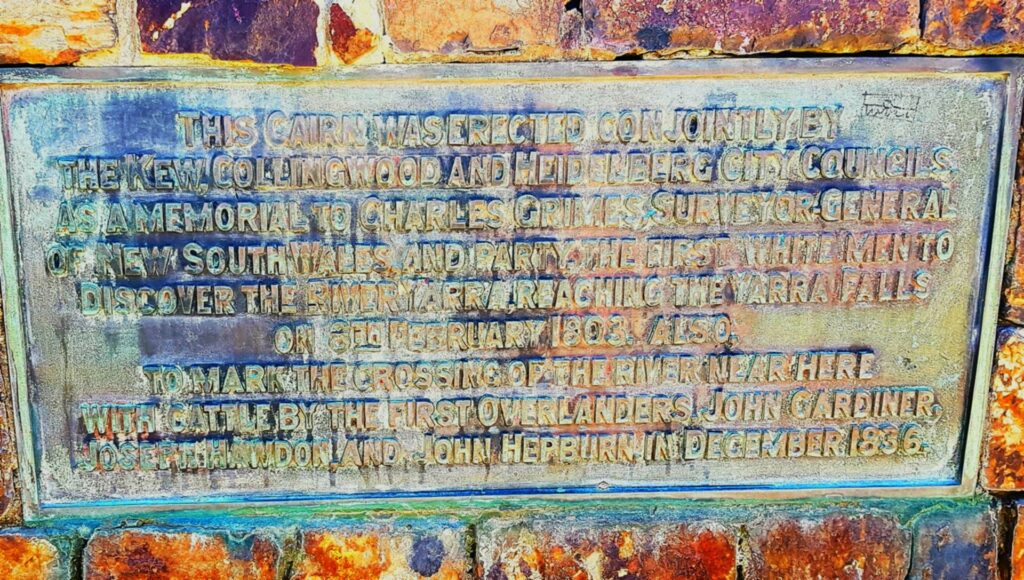 THIS CAIRN WAS ERECTED CONJOINTLY BY
THE KEW, COLLINGWOOD AND HEIDELBERG CITY COUNCILS
AS A MEMORIAL TO CHARLES GRIMES, SURVEYOR-GENERAL
OF NEW SOUTH WALES, AND PARTY, THE FIRST WHITE MEN TO
DISCOVER THE RIVER YARRA, REACHING THE YARRA FALLS
ON 8TH FEBRUARY 1803. ALSO,
TO MARK THE CROSSING OF THE RIVER NEAR HERE
WITH CATTLE BY THE FIRST OVERLANDERS, JOHN GARDINER,
JOSEPH HAWDON, AND JOHN HEPBURN, IN DECEMBER 1836.